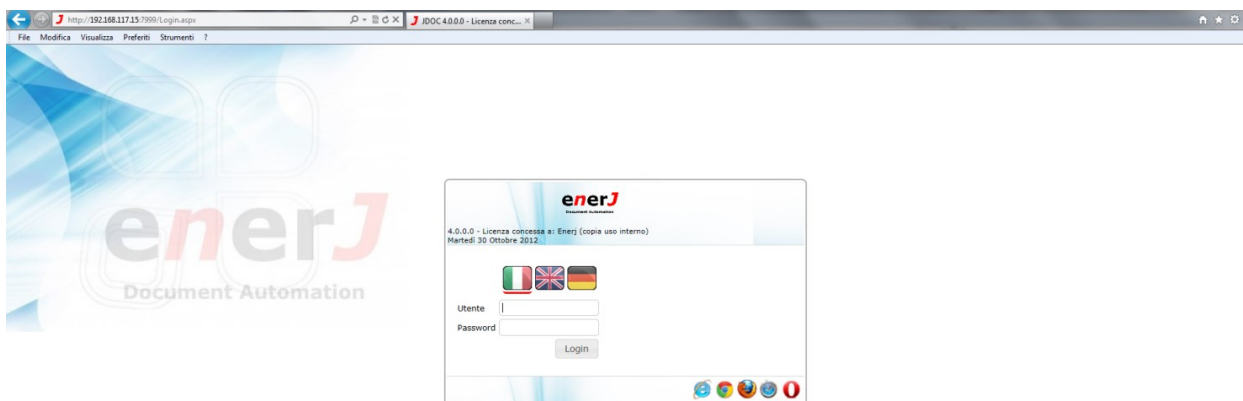 http://192.168.117.15:7999/Login.aspx
JDOC 4.0.0.0 - Licenza conc...
File Modifica Visualizza Preferiti Strumenti ?
enerJ
Document Automation
enerJ
Document Automation
4.0.0.0 - Licenza concessa a: Enerj (copia uso interno)
Martedì 30 Ottobre 2012
Utente
Password
Login